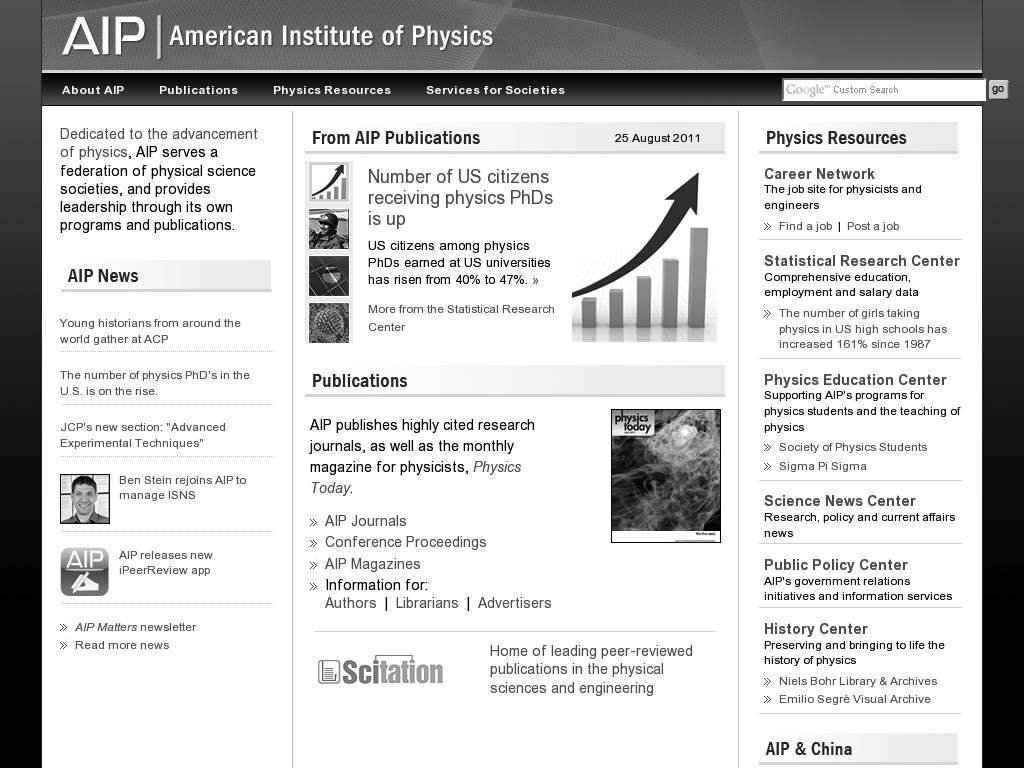 AIP | American Institute of Physics
About AIP Publications Physics Resources Services for Societies
Google™ Custom Search go
Dedicated to the advancement
of physics, AIP serves a
federation of physical science
societies, and provides
leadership through its own
programs and publications.
AIP News
Young historians from around the
world gather at ACP
The number of physics PhD's in the
U.S. is on the rise.
JCP's new section: "Advanced
Experimental Techniques"
Ben Stein rejoins AIP to
manage ISNS
AIP
AIP releases new
iPeerReview app
AIP Matters newsletter
Read more news
From AIP Publications 25 August 2011
Number of US citizens
receiving physics PhDs
is up
US citizens among physics
PhDs earned at US universities
has risen from 40% to 47%. »
More from the Statistical Research
Center
Publications
AIP publishes highly cited research
journals, as well as the monthly
magazine for physicists, Physics
Today.
physics
today
AIP Journals
Conference Proceedings
AIP Magazines
Information for:
Authors | Librarians | Advertisers
Scitation
Home of leading peer-reviewed
publications in the physical
sciences and engineering
Physics Resources
Career Network
The job site for physicists and
engineers
Find a job | Post a job
Statistical Research Center
Comprehensive education,
employment and salary data
The number of girls taking
physics in US high schools has
increased 161% since 1987
Physics Education Center
Supporting AIP's programs for
physics students and the teaching of
physics
Society of Physics Students
Sigma Pi Sigma
Science News Center
Research, policy and current affairs
news
Public Policy Center
AIP's government relations
initiatives and information services
History Center
Preserving and bringing to life the
history of physics
Niels Bohr Library & Archives
Emilio Segrè Visual Archive
AIP & China